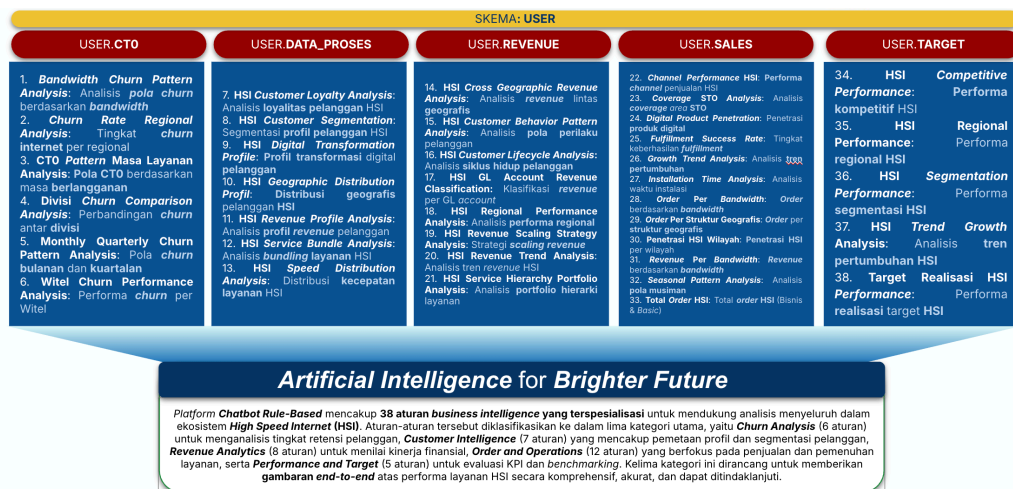 SKEMA: USER
USER.CT0
1. Bandwidth Churn Pattern
Analysis: Analisis pola churn
berdasarkan bandwidth
2. Churn Rate Regional
Analysis: Tingkat churn
internet per regional
3. CT0 Pattern Masa Layanan
Analysis: Pola CT0 berdasarkan
masa berlangganan
4. Divisi Churn Comparison
Analysis: Perbandingan churn
antar divisi
5. Monthly Quarterly Churn
Pattern Analysis: Pola churn
bulanan dan kuartalan
6. Witel Churn Performance
Analysis: Performa churn per
Witel
USER.DATA_PROSES
7. HSI Customer Loyalty Analysis:
Analisis loyalitas pelanggan HSI
8. HSI Customer Segmentation:
Segmentasi profil pelanggan HSI
9. HSI Digital Transformation
Profile: Profil transformasi digital
pelanggan
10. HSI Geographic Distribution
Profil: Distribusi geografis
pelanggan HSI
11. HSI Revenue Profile Analysis:
Analisis profil revenue pelanggan
12. HSI Service Bundle Analysis:
Analisis bundling layanan HSI
13. HSI Speed Distribution
Analysis: Distribusi kecepatan
layanan HSI
USER.REVENUE
14. HSI Cross Geographic Revenue
Analysis: Analisis revenue lintas
geografis
15. HSI Customer Behavior Pattern
Analysis: Analisis pola perilaku
pelanggan
16. HSI Customer Lifecycle Analysis:
Analisis siklus hidup pelanggan
17. HSI GL Account Revenue
Classification: Klasifikasi revenue
per GL account
18. HSI Regional Performance
Analysis: Analisis performa regional
19. HSI Revenue Scaling Strategy
Analysis: Strategi scaling revenue
20. HSI Revenue Trend Analysis:
Analisis tren revenue HSI
21. HSI Service Hierarchy Portfolio
Analysis: Analisis portfolio hierarki
layanan
USER.SALES
22. Channel Performance HSI: Performa
channel penjualan HSI
23. Coverage STO Analysis: Analisis
coverage area STO
24. Digital Product Penetration: Penetrasi
produk digital
25. Fulfillment Success Rate: Tingkat
keberhasilan fulfillment
26. Growth Trend Analysis: Analisis tren
pertumbuhan
27. Installation Time Analysis: Analisis
waktu instalasi
28. Order Per Bandwidth: Order
berdasarkan bandwidth
29. Order Per Struktur Geografis: Order per
struktur geografis
30. Penetrasi HSI Wilayah: Penetrasi HSI
per wilayah
31. Revenue Per Bandwidth: Revenue
berdasarkan bandwidth
32. Seasonal Pattern Analysis: Analisis
pola musiman
33. Total Order HSI: Total order HSI (Bisnis
& Basic)
USER.TARGET
34. HSI Competitive
Performance: Performa
kompetitif HSI
35. HSI Regional
Performance: Performa
regional HSI
36. HSI Segmentation
Performance: Performa
segmentasi HSI
37. HSI Trend Growth
Analysis: Analisis tren
pertumbuhan HSI
38. Target Realisasi HSI
Performance: Performa
realisasi target HSI
Artificial Intelligence for Brighter Future
Platform Chatbot Rule-Based mencakup 38 aturan business intelligence yang terspesialisasi untuk mendukung analisis menyeluruh dalam
ekosistem High Speed Internet (HSI). Aturan-aturan tersebut diklasifikasikan ke dalam lima kategori utama, yaitu Churn Analysis (6 aturan)
untuk menganalisis tingkat retensi pelanggan, Customer Intelligence (7 aturan) yang mencakup pemetaan profil dan segmentasi pelanggan,
Revenue Analytics (8 aturan) untuk menilai kinerja finansial, Order and Operations (12 aturan) yang berfokus pada penjualan dan pemenuhan
layanan, serta Performance and Target (5 aturan) untuk evaluasi KPI dan benchmarking. Kelima kategori ini dirancang untuk memberikan
gambaran end-to-end atas performa layanan HSI secara komprehensif, akurat, dan dapat ditindaklanjuti.